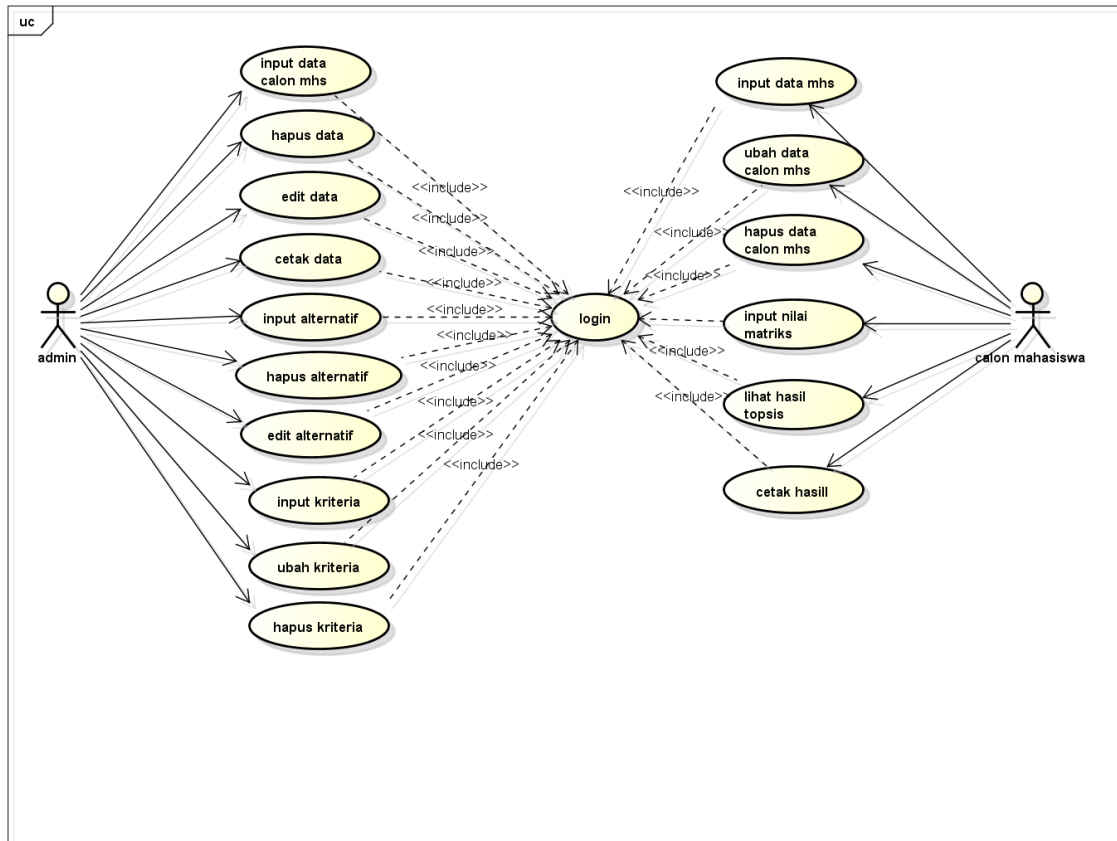 uc
input data
calon mhs
hapus data
edit data
cetak data
input alternatif
hapus alternatif
edit alternatif
input kriteria
ubah kriteria
hapus kriteria
admin
<<include>>
<<include>>
<<include>>
<<include>>
<<include>>
<<include>>
<<include>>
<<include>>
<<include>>
<<include>>
login
<<include>>
<<include>>
<<include>>
<<include>>
<<include>>
<<include>>
input data mhs
ubah data
calon mhs
hapus data
calon mhs
input nilai
matriks
lihat hasil
topsis
cetak hasill
calon mahasiswa